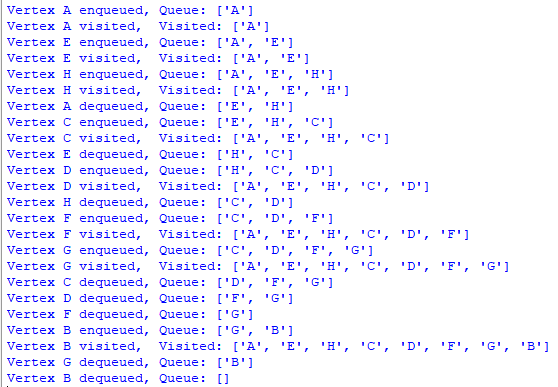 Vertex A enqueued, Queue: ['A']
Vertex A visited,  Visited: ['A']
Vertex E enqueued, Queue: ['A', 'E']
Vertex E visited,  Visited: ['A', 'E']
Vertex H enqueued, Queue: ['A', 'E', 'H']
Vertex H visited,  Visited: ['A', 'E', 'H']
Vertex A dequeued, Queue: ['E', 'H']
Vertex C enqueued, Queue: ['E', 'H', 'C']
Vertex C visited,  Visited: ['A', 'E', 'H', 'C']
Vertex E dequeued, Queue: ['H', 'C']
Vertex D enqueued, Queue: ['H', 'C', 'D']
Vertex D visited,  Visited: ['A', 'E', 'H', 'C', 'D']
Vertex H dequeued, Queue: ['C', 'D']
Vertex F enqueued, Queue: ['C', 'D', 'F']
Vertex F visited,  Visited: ['A', 'E', 'H', 'C', 'D', 'F']
Vertex G enqueued, Queue: ['C', 'D', 'F', 'G']
Vertex G visited,  Visited: ['A', 'E', 'H', 'C', 'D', 'F', 'G']
Vertex C dequeued, Queue: ['D', 'F', 'G']
Vertex D dequeued, Queue: ['F', 'G']
Vertex F dequeued, Queue: ['G']
Vertex B enqueued, Queue: ['G', 'B']
Vertex B visited,  Visited: ['A', 'E', 'H', 'C', 'D', 'F', 'G', 'B']
Vertex G dequeued, Queue: ['B']
Vertex B dequeued, Queue: []